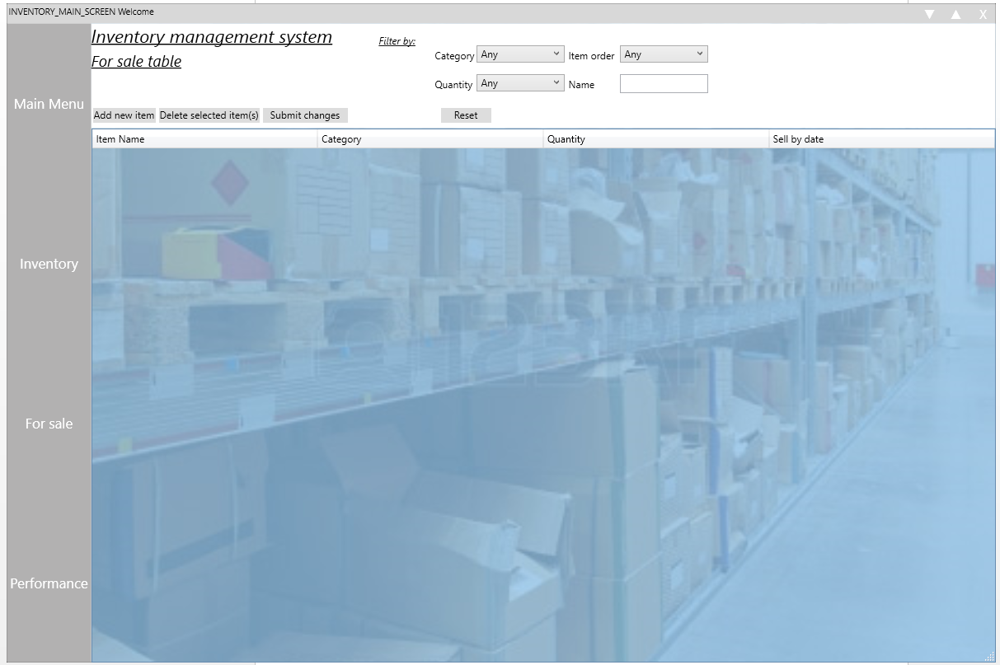 INVENTORY_MAIN_SCREEN Welcome
X
Inventory management system
For sale table
Filter by:
Category Any Item order Any
Quantity Any Name
Add new item Delete selected item(s) Submit changes Reset
Item Name Category Quantity Sell by date
Main Menu
Inventory
For sale
Performance